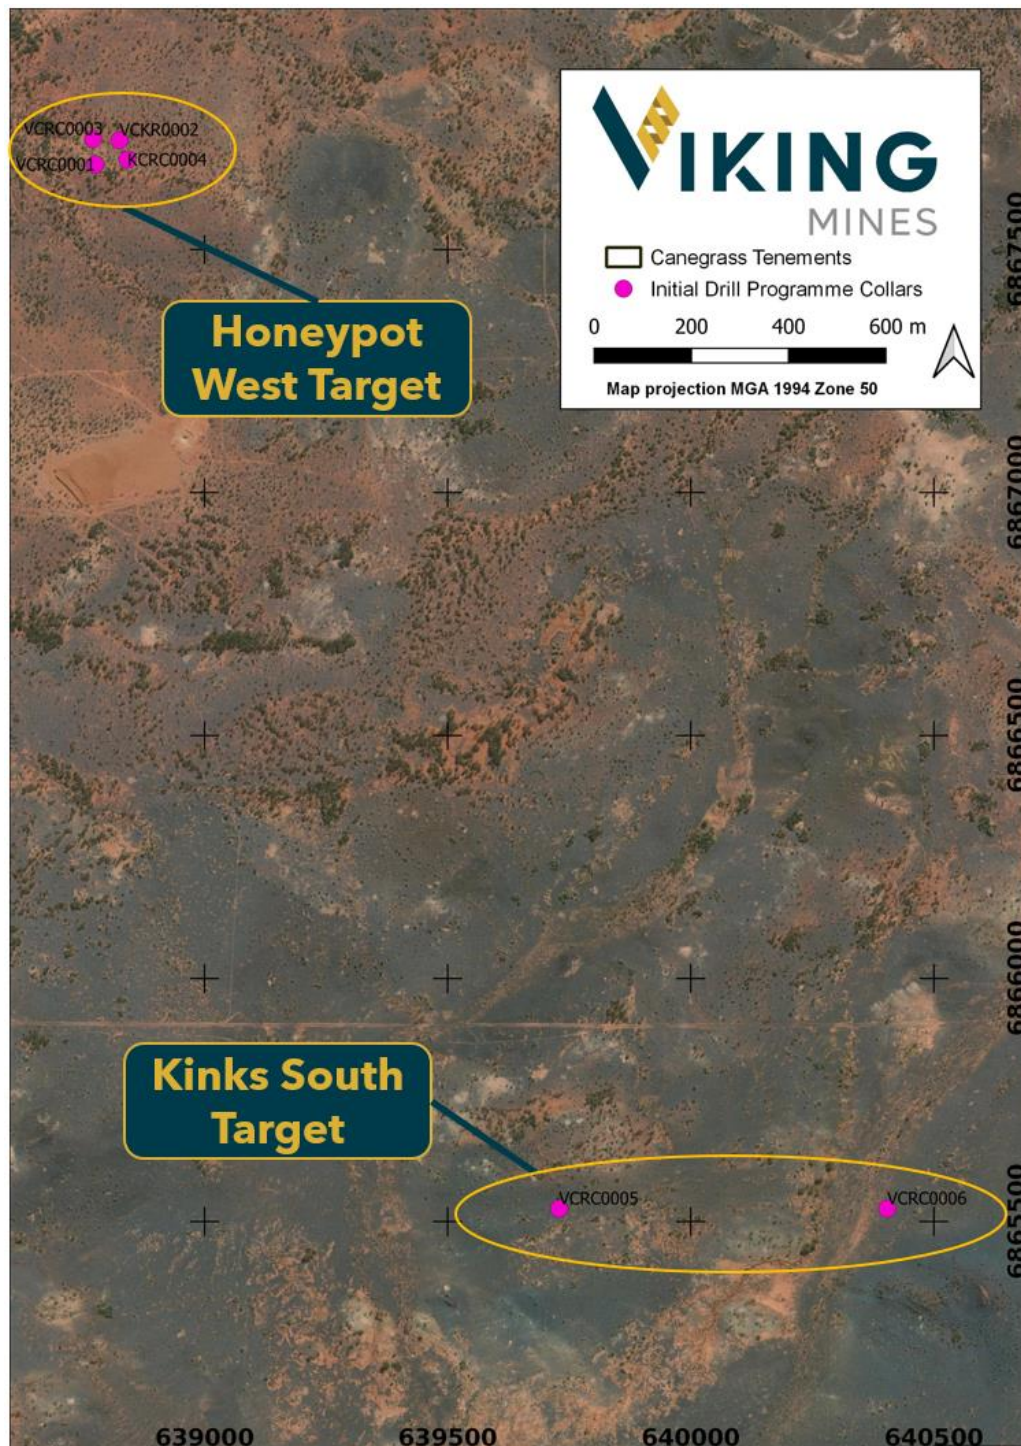 VCRC0003
VCKR0002
VCRC0001
KCRC0004
VIKING
MINES
Canegrass Tenements
Initial Drill Programme Collars
0 200 400 600 m
Map projection MGA 1994 Zone 50
Honeypot
West Target
6867500
6867000
6866500
6866000
Kinks South
Target
VCRC0005
VCRC0006
6865500
639000 639500 640000 640500